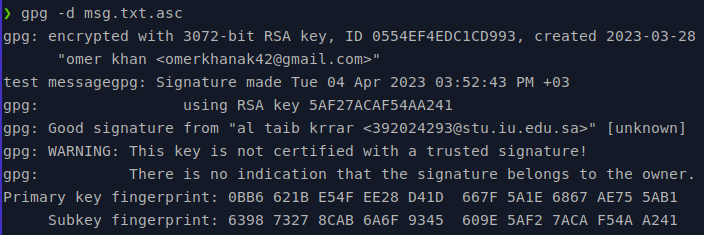 ❯ gpg -d msg.txt.asc
gpg: encrypted with 3072-bit RSA key, ID 0554EF4EDC1CD993, created 2023-03-28
      "omer khan <omerkhanak42@gmail.com>"
test messagegpg: Signature made Tue 04 Apr 2023 03:52:43 PM +03
gpg:                using RSA key 5AF27ACAF54AA241
gpg: Good signature from "al taib krrar <392024293@stu.iu.edu.sa>" [unknown]
gpg: WARNING: This key is not certified with a trusted signature!
gpg:          There is no indication that the signature belongs to the owner.
Primary key fingerprint: 0BB6 621B E54F EE28 D41D  667F 5A1E 6867 AE75 5AB1
     Subkey fingerprint: 6398 7327 8CAB 6A6F 9345  609E 5AF2 7ACA F54A A241